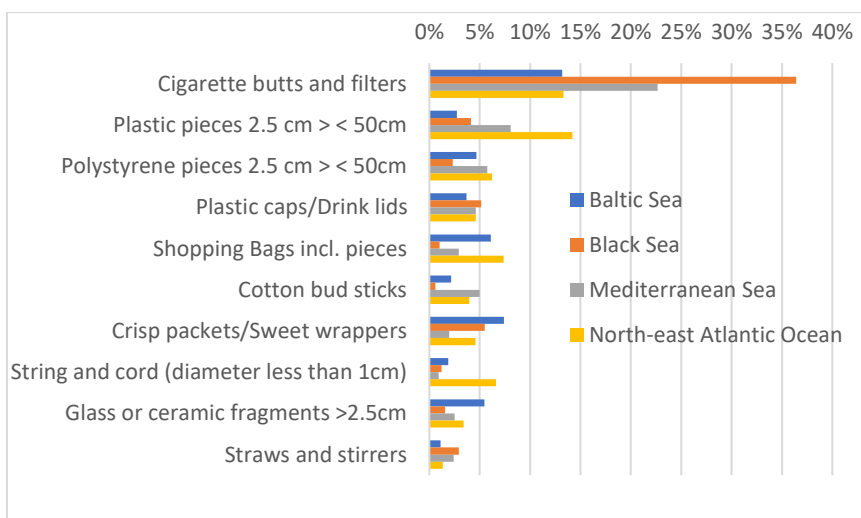 0% 5% 10% 15% 20% 25% 30% 35% 40%
Cigarette butts and filters
Plastic pieces 2.5 cm > < 50cm
Polystyrene pieces 2.5 cm > < 50cm
Plastic caps/Drink lids
Shopping Bags incl. pieces
Cotton bud sticks
Crisp packets/Sweet wrappers
String and cord (diameter less than 1cm)
Glass or ceramic fragments >2.5cm
Straws and stirrers
Baltic Sea
Black Sea
Mediterranean Sea
North-east Atlantic Ocean